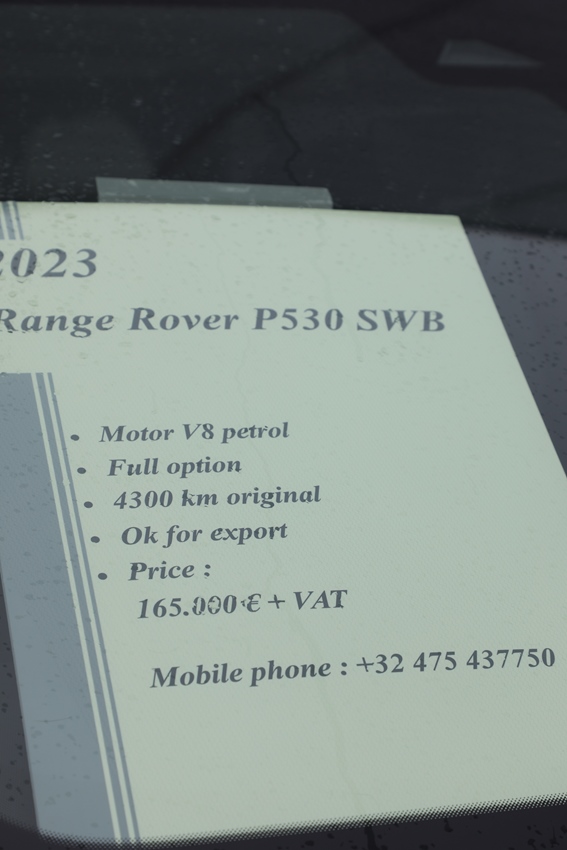 2023
Range Rover P530 SWB
• Motor V8 petrol
• Full option
• 4300 km original
• Ok for export
• Price :
165.000 € + VAT
Mobile phone : +32 475 437750